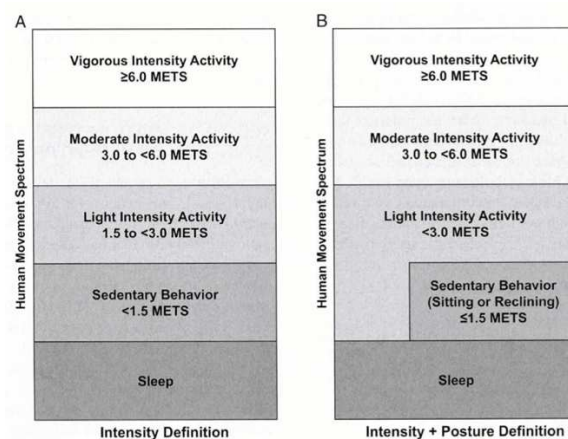 A
Human Movement Spectrum
Vigorous Intensity Activity
≥6.0 METS
Moderate Intensity Activity
3.0 to <6.0 METS
Light Intensity Activity
1.5 to <3.0 METS
Sedentary Behavior
<1.5 METS
Sleep
Intensity Definition
B
Human Movement Spectrum
Vigorous Intensity Activity
≥6.0 METS
Moderate Intensity Activity
3.0 to <6.0 METS
Light Intensity Activity
<3.0 METS
Sedentary Behavior
(Sitting or Reclining)
≤1.5 METS
Sleep
Intensity + Posture Definition